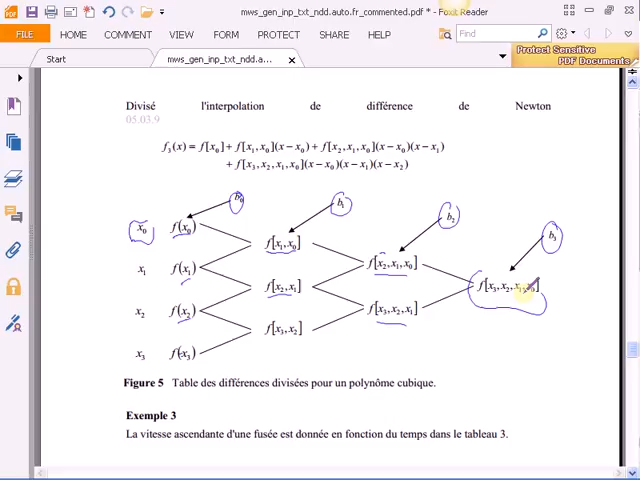 mws_gen_inp_txt_ndd.auto.fr_commented.pdf * - Foxit Reader
FILE HOME COMMENT VIEW FORM PROTECT SHARE HELP Find
Start mws_gen_inp_txt_ndd.a... Protect Sensitive
PDF Documents
Divisé l'interpolation de différence de Newton
05.03.9
f₃(x) = f[x₀] + f[x₁, x₀](x − x₀) + f[x₂, x₁, x₀](x − x₀)(x − x₁)
+ f[x₃, x₂, x₁, x₀](x − x₀)(x − x₁)(x − x₂)
b₀ b₁ b₂ b₃
x₀ f(x₀)
f[x₁, x₀]
x₁ f(x₁) f[x₂, x₁, x₀]
f[x₂, x₁] f[x₃, x₂, x₁, x₀]
x₂ f(x₂) f[x₃, x₂, x₁]
f[x₃, x₂]
x₃ f(x₃)
Figure 5 Table des différences divisées pour un polynôme cubique.
Exemple 3
La vitesse ascendante d'une fusée est donnée en fonction du temps dans le tableau 3.